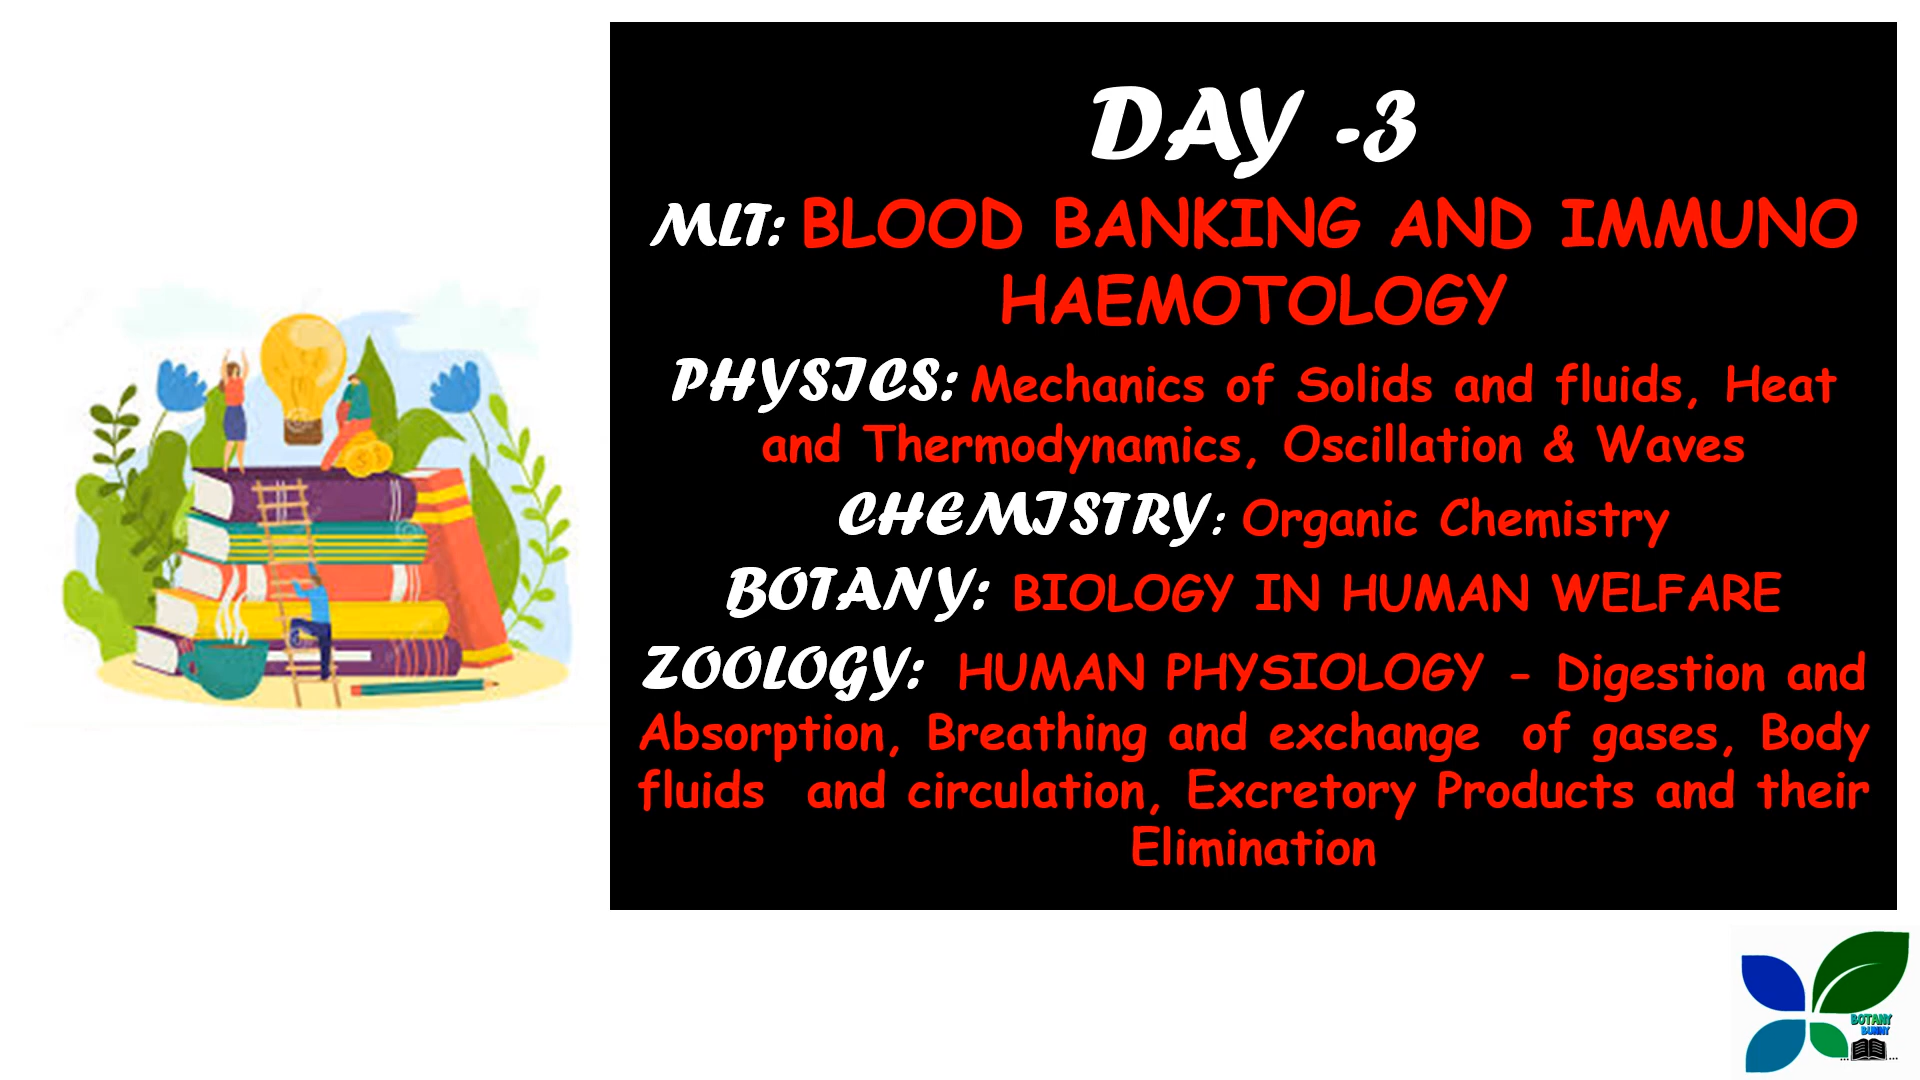 DAY -3
MLT: BLOOD BANKING AND IMMUNO
HAEMOTOLOGY
PHYSICS: Mechanics of Solids and fluids, Heat
and Thermodynamics, Oscillation & Waves
CHEMISTRY: Organic Chemistry
BOTANY: BIOLOGY IN HUMAN WELFARE
ZOOLOGY: HUMAN PHYSIOLOGY - Digestion and
Absorption, Breathing and exchange of gases, Body
fluids and circulation, Excretory Products and their
Elimination
BOTANY
BUNNY